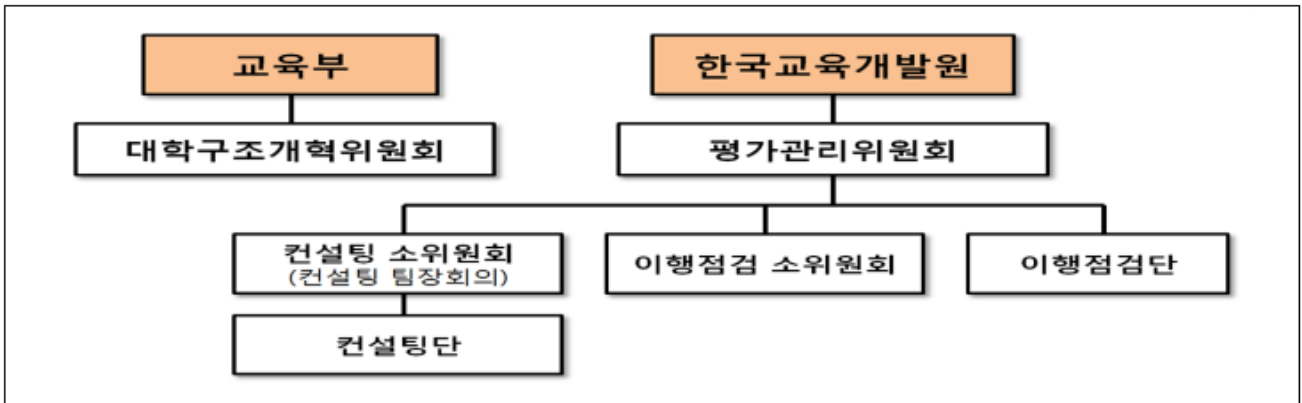 교육부
한국교육개발원
대학구조개혁위원회
평가관리위원회
컨설팅 소위원회
(컨설팅 팀장회의)
이행점검 소위원회
이행점검단
컨설팅단